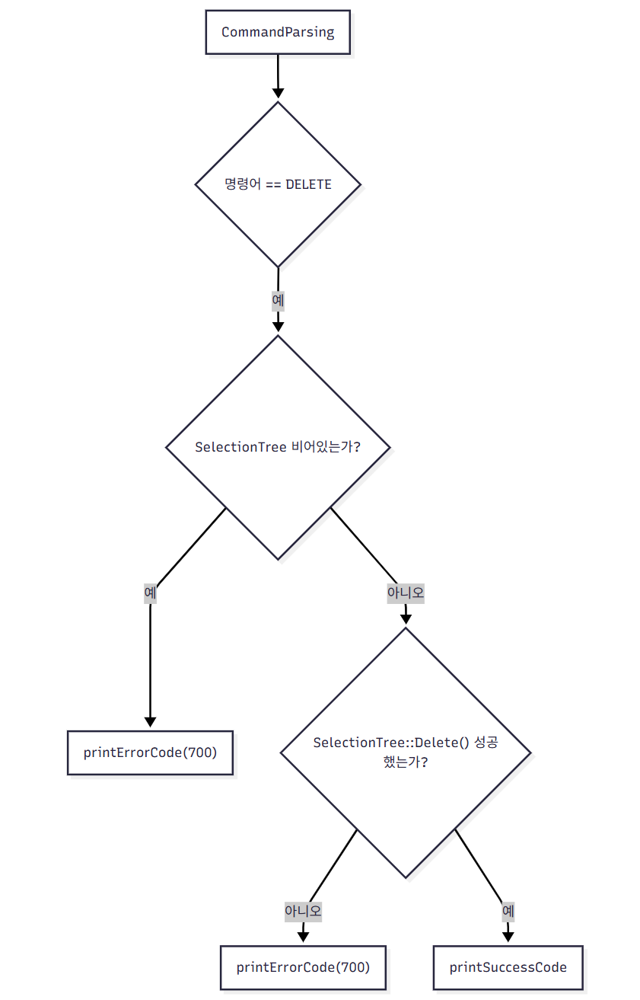 CommandParsing
명령어 == DELETE
예
SelectionTree 비어있는가?
예
아니오
SelectionTree::Delete() 성공
했는가?
printErrorCode(700)
아니오
예
printErrorCode(700)
printSuccessCode